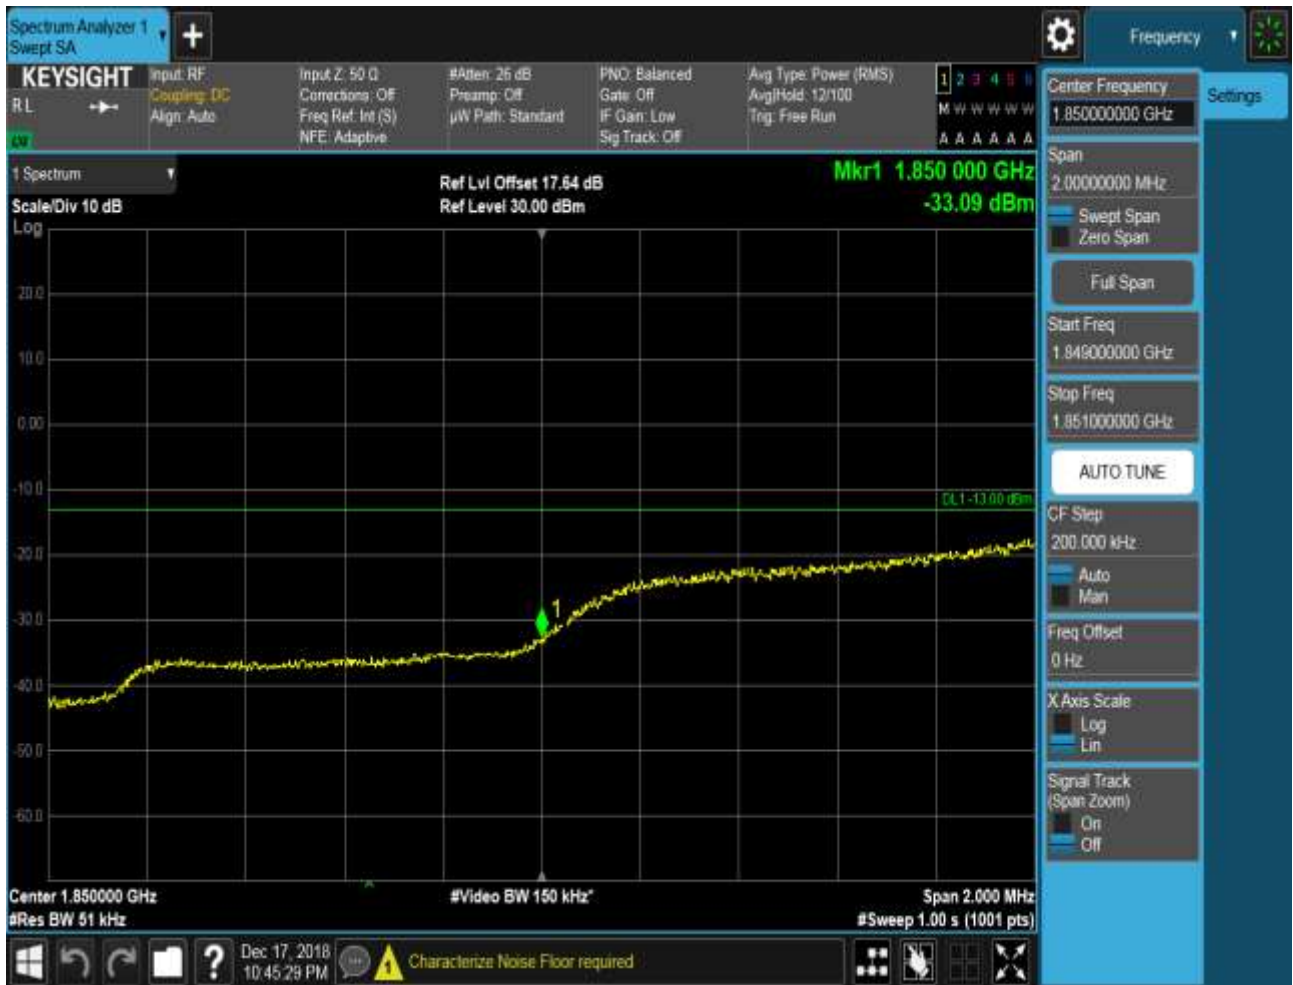 Spectrum Analyzer 1
Swept SA
Frequency
KEYSIGHT
R L
Input: RF
Coupling: DC
Align: Auto
Input Z: 50 Ω
Corrections: Off
Freq Ref: Int (S)
NFE: Adaptive
#Atten: 26 dB
Preamp: Off
µW Path: Standard
PNO: Balanced
Gate: Off
IF Gain: Low
Sig Track: Off
Avg Type: Power (RMS)
Avg|Hold: 12/100
Trig: Free Run
1 2 3 4 5 6
M W W W W W
A A A A A A
Center Frequency
1.850000000 GHz
Settings
Span
2.00000000 MHz
Swept Span
Zero Span
Full Span
Start Freq
1.849000000 GHz
Stop Freq
1.851000000 GHz
AUTO TUNE
CF Step
200.000 kHz
Auto
Man
Freq Offset
0 Hz
X Axis Scale
Log
Lin
Signal Track
(Span Zoom)
On
Off
1 Spectrum
Scale/Div 10 dB
Log
Ref Lvl Offset 17.64 dB
Ref Level 30.00 dBm
Mkr1 1.850 000 GHz
-33.09 dBm
20.0
10.0
0.00
-10.0
DL1 -13.00 dBm
-20.0
1
-30.0
-40.0
-50.0
-60.0
Center 1.850000 GHz
#Video BW 150 kHz*
Span 2.000 MHz
#Res BW 51 kHz
#Sweep 1.00 s (1001 pts)
Dec 17, 2018
10:45:29 PM
1
Characterize Noise Floor required